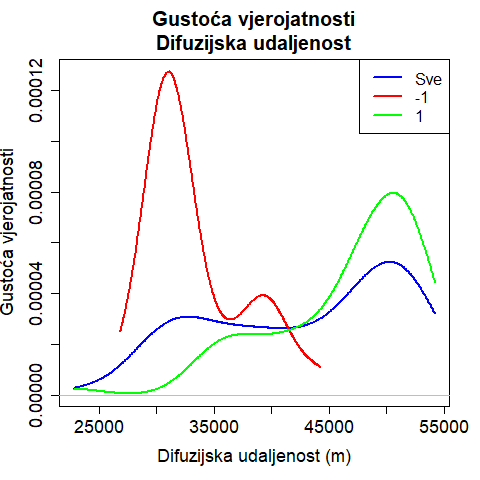 Gustoća vjerojatnosti
Difuzijska udaljenost
Sve
-1
1
Gustoća vjerojatnosti
0.00012
0.00008
0.00004
0.00000
25000
35000
45000
55000
Difuzijska udaljenost (m)